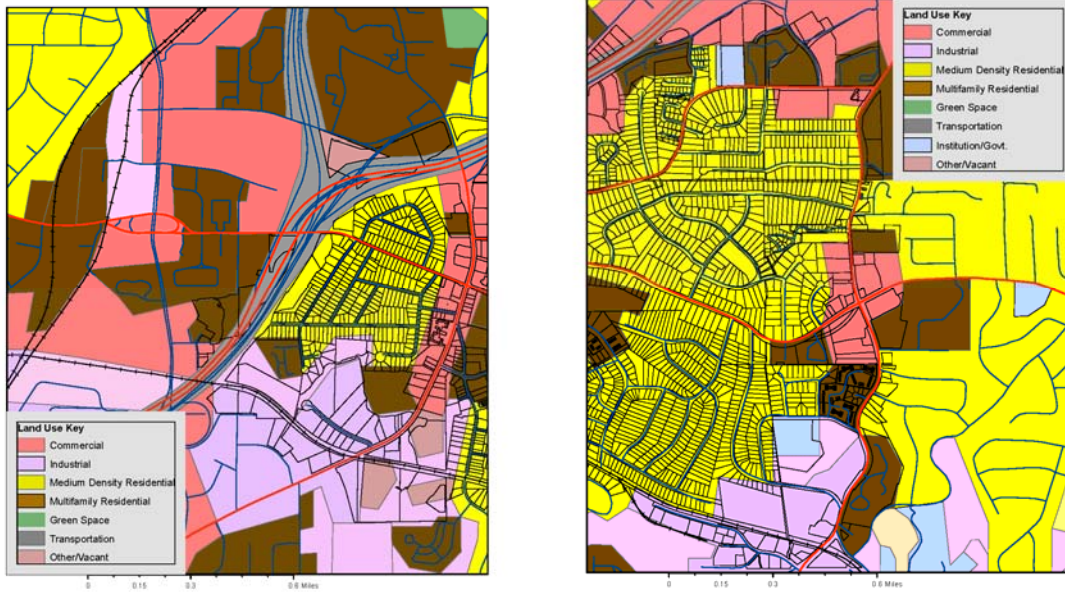 Land Use Key
Commercial
Industrial
Medium Density Residential
Multifamily Residential
Green Space
Transportation
Other/Vacant
0 0.15 0.3 0.6 Miles
Land Use Key
Commercial
Industrial
Medium Density Residential
Multifamily Residential
Green Space
Transportation
Institution/Govt.
Other/Vacant
0 0.15 0.3 0.6 Miles